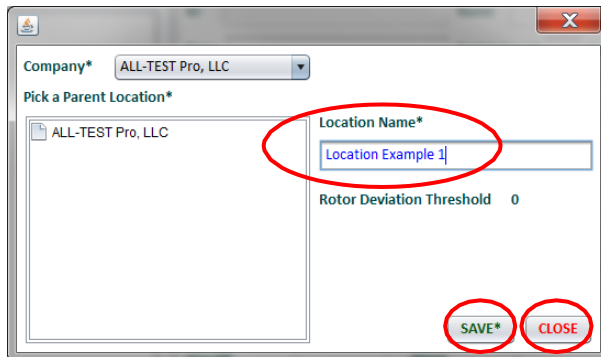 Company*
ALL-TEST Pro, LLC
Pick a Parent Location*
ALL-TEST Pro, LLC
Location Name*
Location Example 1
Rotor Deviation Threshold 0
SAVE*
CLOSE